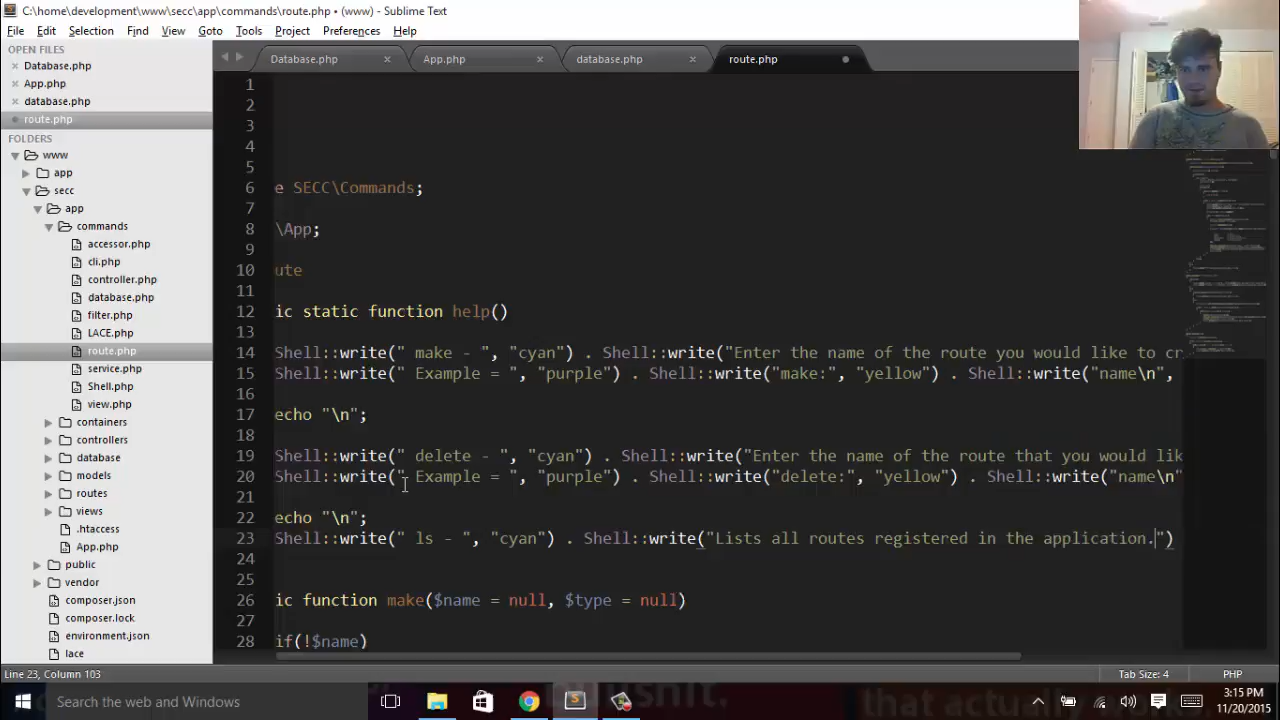 C:\home\development\www\secc\app\commands\route.php • (www) - Sublime Text
File Edit Selection Find View Goto Tools Project Preferences Help
OPEN FILES
Database.php
App.php
database.php
route.php
FOLDERS
www
app
secc
app
commands
accessor.php
cli.php
controller.php
database.php
filter.php
LACE.php
route.php
service.php
Shell.php
view.php
containers
controllers
database
models
routes
views
.htaccess
App.php
public
vendor
composer.json
composer.lock
environment.json
lace
Database.php App.php database.php route.php
1
2
3
4
5
6 e SECC\Commands;
7
8 \App;
9
10 ute
11
12 ic static function help()
13
14 Shell::write(" make - ", "cyan") . Shell::write("Enter the name of the route you would like to cr
15 Shell::write(" Example = ", "purple") . Shell::write("make:", "yellow") . Shell::write("name\n",
16
17 echo "\n";
18
19 Shell::write(" delete - ", "cyan") . Shell::write("Enter the name of the route that you would lik
20 Shell::write(" Example = ", "purple") . Shell::write("delete:", "yellow") . Shell::write("name\n"
21
22 echo "\n";
23 Shell::write(" ls - ", "cyan") . Shell::write("Lists all routes registered in the application.")
24
25
26 ic function make($name = null, $type = null)
27
28 if(!$name)
Line 23, Column 103 Tab Size: 4 PHP
Search the web and Windows
3:15 PM
11/20/2015